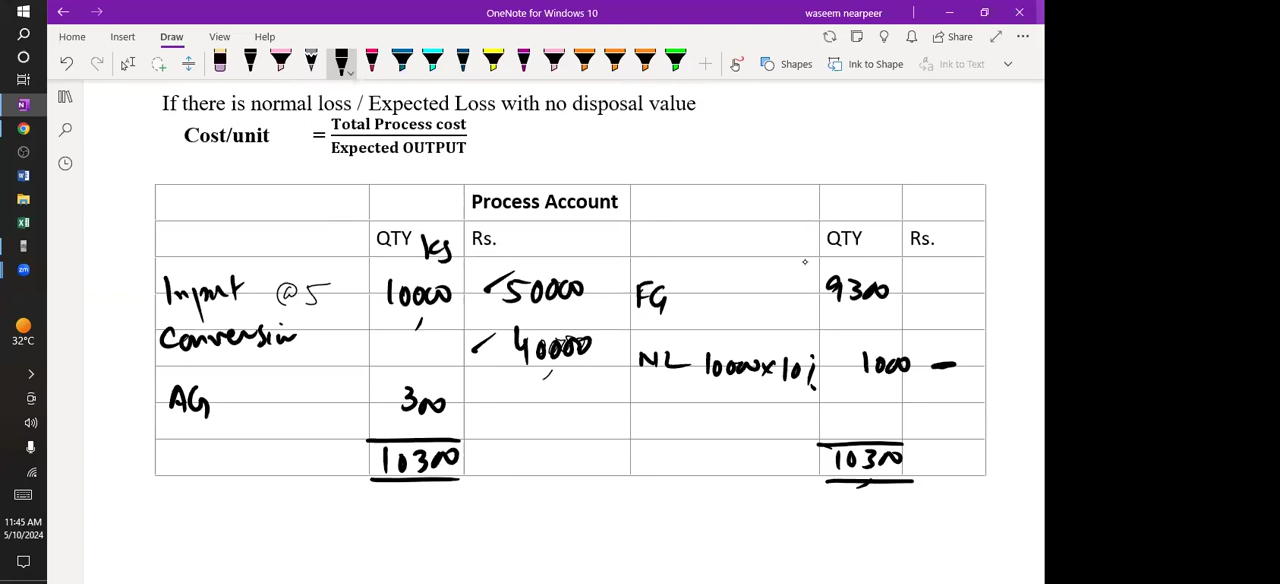 OneNote for Windows 10
waseem nearpeer
Home Insert Draw View Help
Share
Shapes Ink to Shape Ink to Text
If there is normal loss / Expected Loss with no disposal value
Cost/unit = Total Process cost
Expected OUTPUT
Process Account
QTY kg Rs. QTY Rs.
Input @5 10000 50000 FG 9300
Conversion 40000 NL 10000 x 10% 1000 -
AG 300
10300 10300
32°C
11:45 AM
5/10/2024